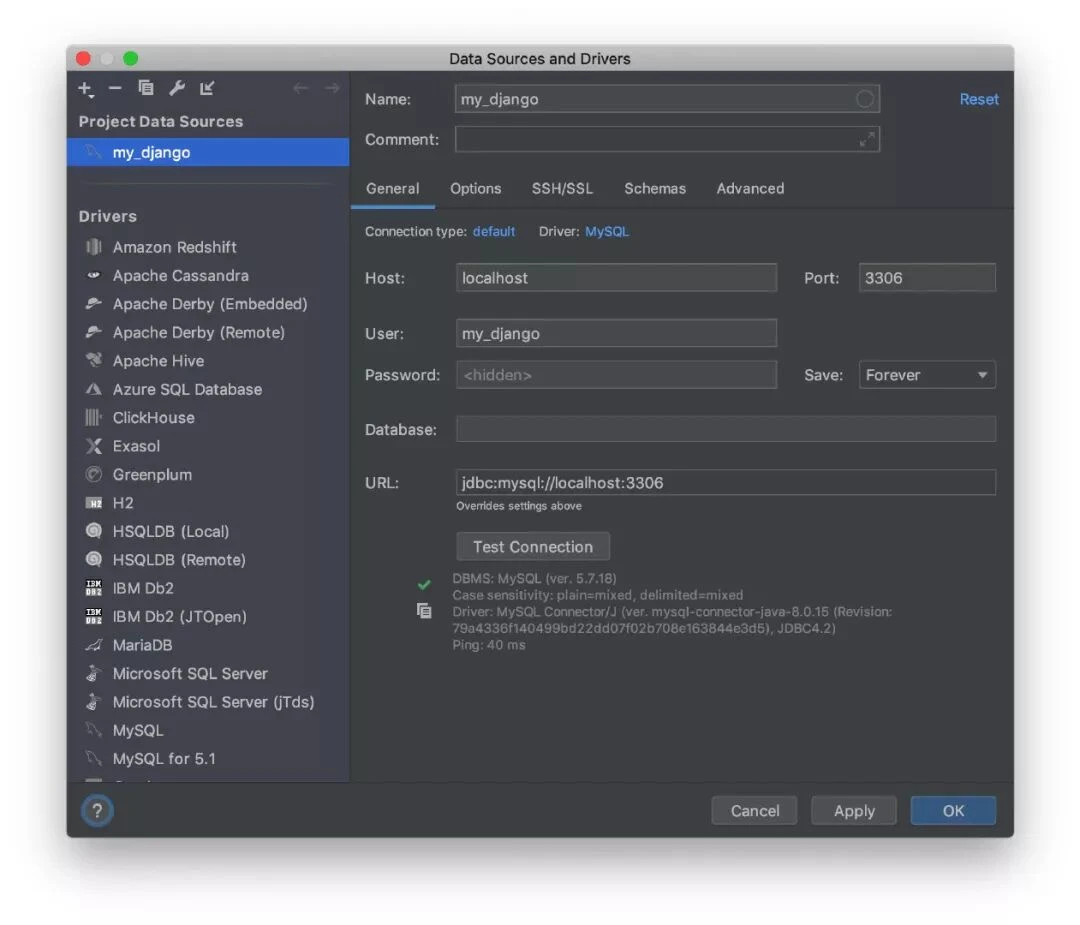 Data Sources and Drivers
Project Data Sources
my_django
Drivers
Amazon Redshift
Apache Cassandra
Apache Derby (Embedded)
Apache Derby (Remote)
Apache Hive
Azure SQL Database
ClickHouse
Exasol
Greenplum
H2
HSQLDB (Local)
HSQLDB (Remote)
IBM Db2
IBM Db2 (JTOpen)
MariaDB
Microsoft SQL Server
Microsoft SQL Server (jTds)
MySQL
MySQL for 5.1
?
Name: my_django Reset
Comment:
General Options SSH/SSL Schemas Advanced
Connection type: default Driver: MySQL
Host: localhost Port: 3306
User: my_django
Password: <hidden> Save: Forever
Database:
URL: jdbc:mysql://localhost:3306
Overrides settings above
Test Connection
DBMS: MySQL (ver. 5.7.18)
Case sensitivity: plain=mixed, delimited=mixed
Driver: MySQL Connector/J (ver. mysql-connector-java-8.0.15 (Revision:
79a4336f140499bd22dd07f02b708e163844e3d5), JDBC4.2)
Ping: 40 ms
Cancel Apply OK